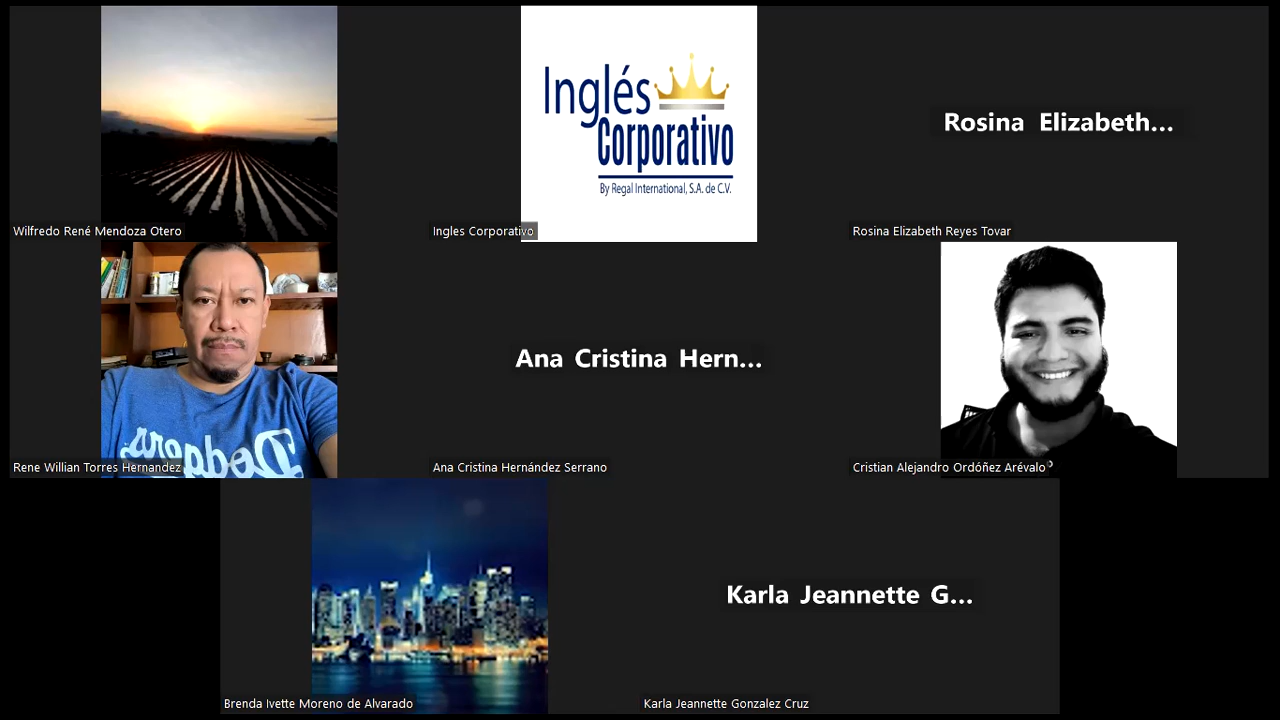 Inglés
Corporativo
By Regal International, S.A. de C.V.
Rosina Elizabeth...
Wilfredo René Mendoza Otero
Ingles Corporativo
Rosina Elizabeth Reyes Tovar
Dodgers
Ana Cristina Hern...
Rene Willian Torres Hernandez
Ana Cristina Hernández Serrano
Cristian Alejandro Ordóñez Arévalo
Karla Jeannette G...
Brenda Ivette Moreno de Alvarado
Karla Jeannette Gonzalez Cruz